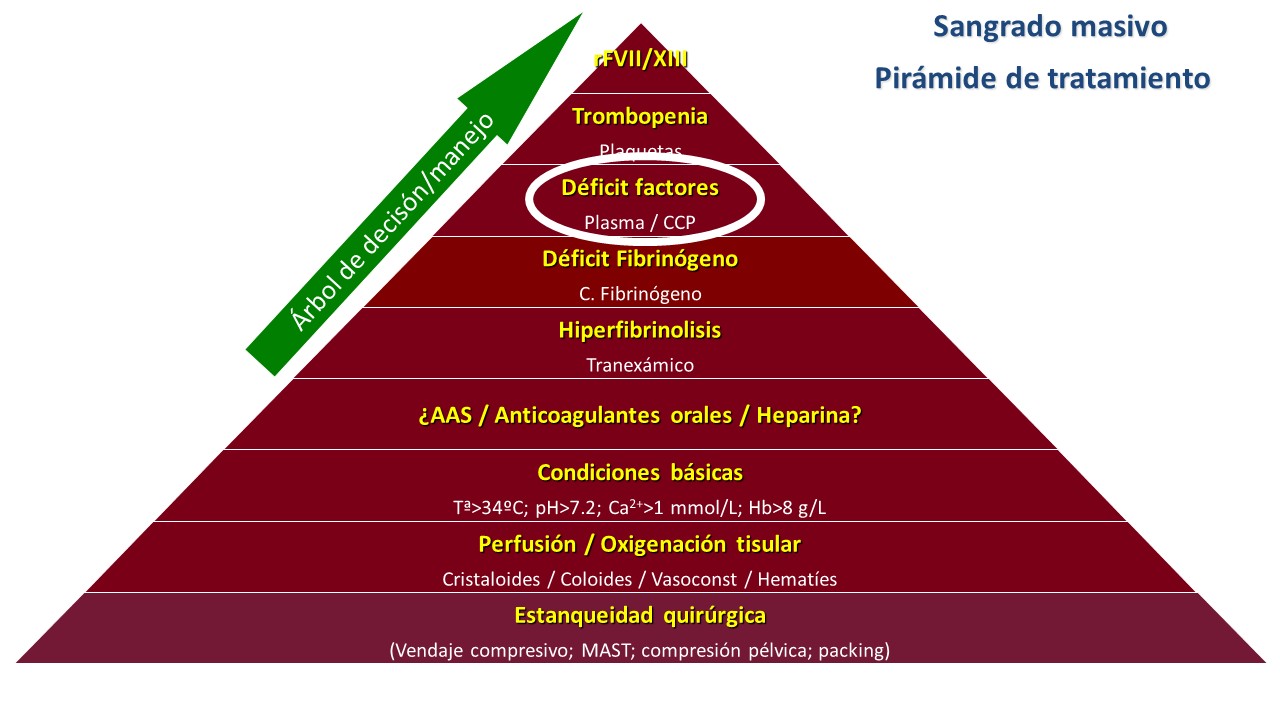 Sangrado masivo
Pirámide de tratamiento
Árbol de decisón/manejo
rFVII/XIII
Trombopenia
Plaquetas
Déficit factores
Plasma / CCP
Déficit Fibrinógeno
C. Fibrinógeno
Hiperfibrinolisis
Tranexámico
¿AAS / Anticoagulantes orales / Heparina?
Condiciones básicas
Tª>34ºC; pH>7.2; Ca²⁺>1 mmol/L; Hb>8 g/L
Perfusión / Oxigenación tisular
Cristaloides / Coloides / Vasoconst / Hematíes
Estanqueidad quirúrgica
(Vendaje compresivo; MAST; compresión pélvica; packing)